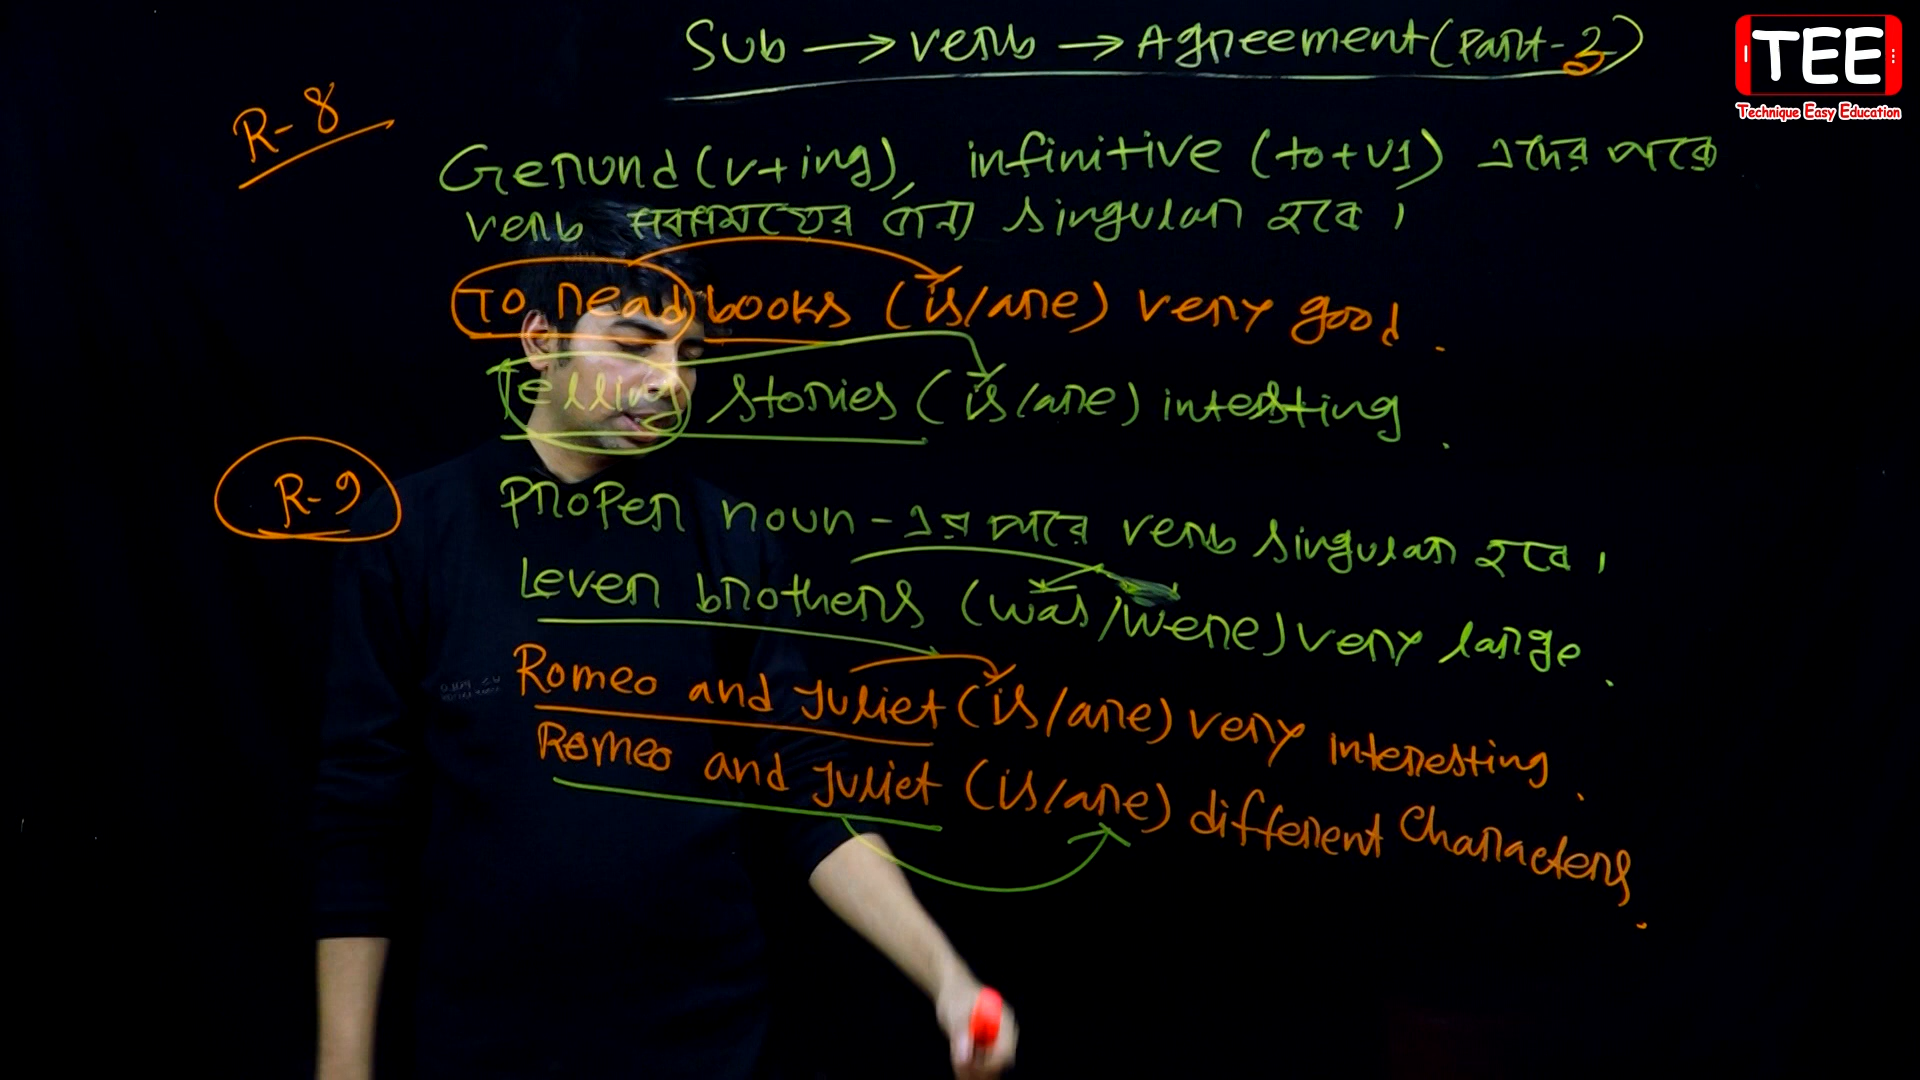 Sub → verb → Agreement (Part-3)
TEE
Technique Easy Education
R-8
Gerund (v+ing), infinitive (to+v1) এদের পরে
verb সবসময়ের জন্য singular হবে।
To read books (is/are) very good.
Telling stories (is/are) intersting.
R-9
Proper noun-এর পরে verb singular হবে।
Lever brothers (was/were) very large.
Romeo and Juliet (is/are) very interesting.
Romeo and Juliet (is/are) different Characters.